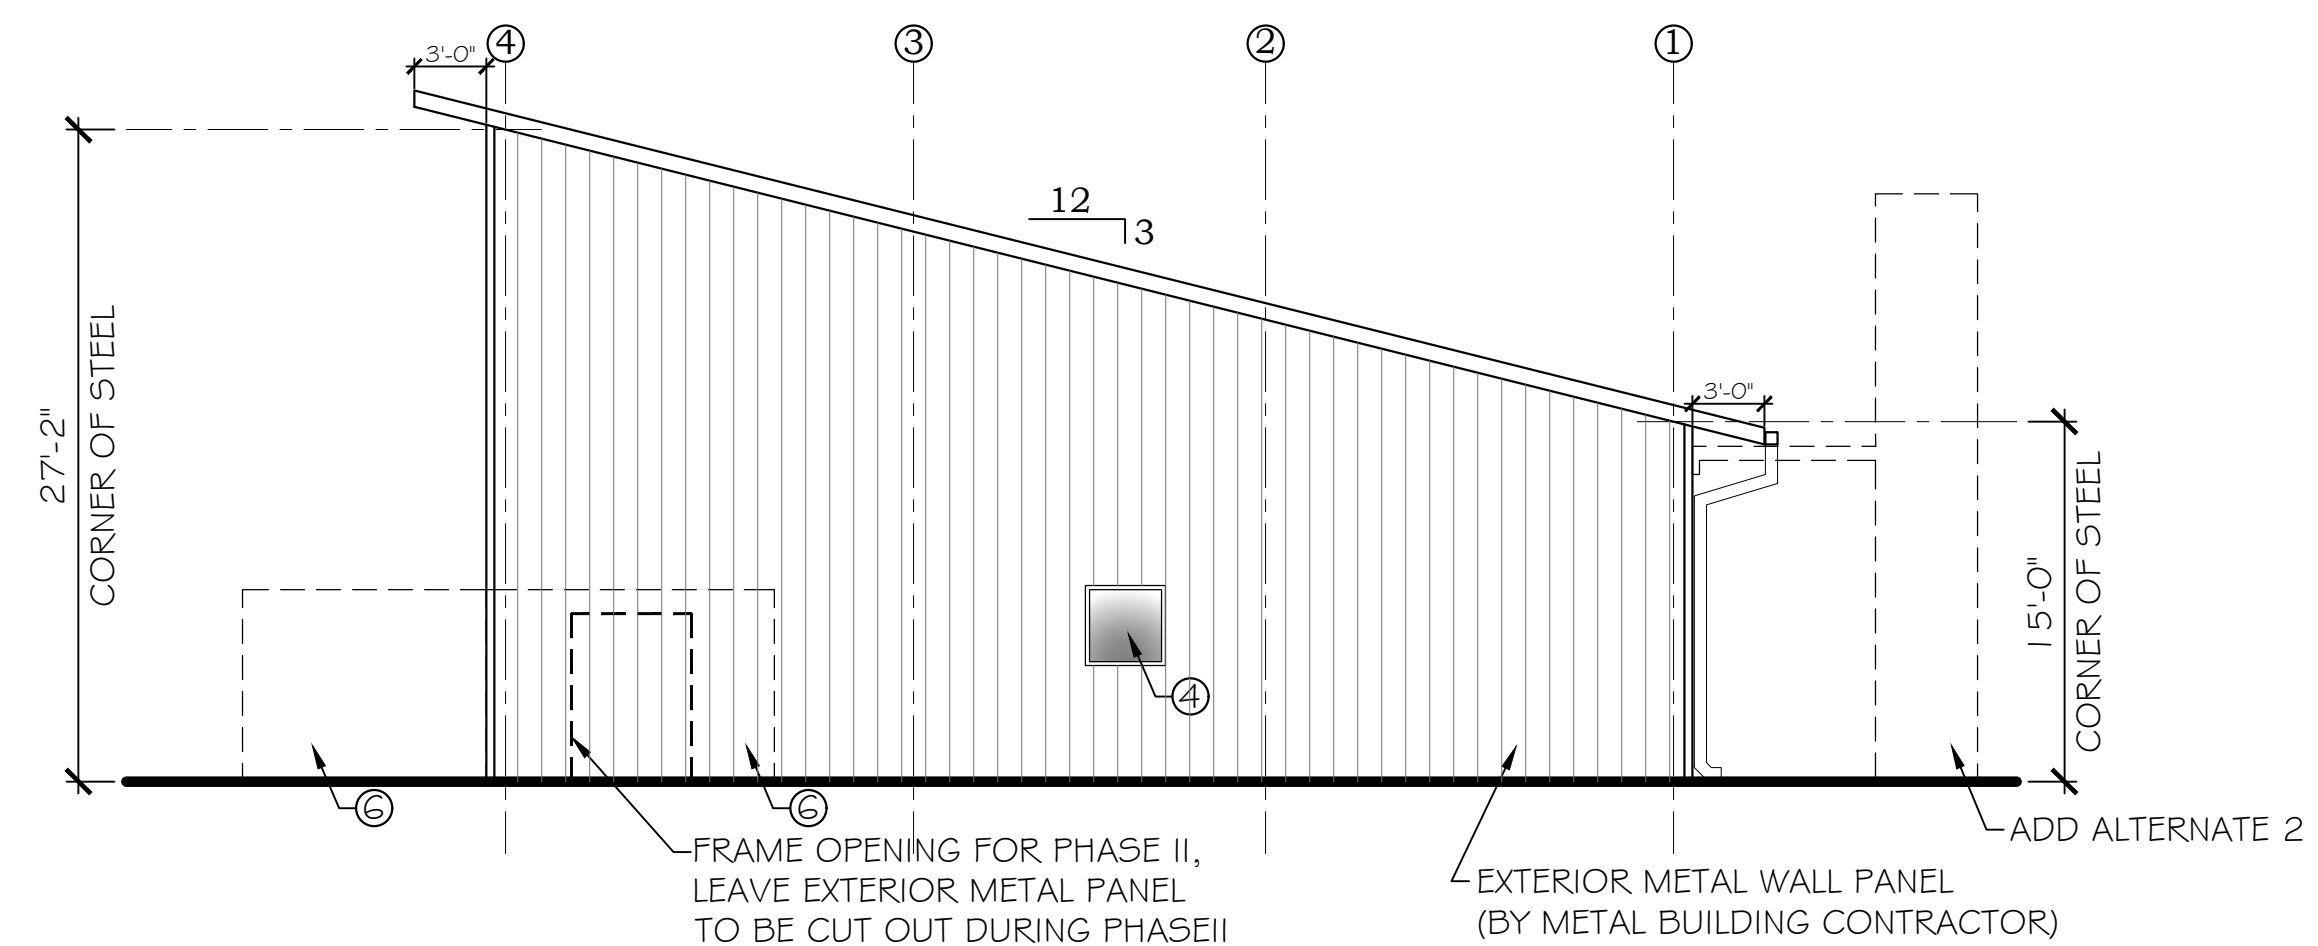 4
3
2
1
3'-0"
12
3
3'-0"
27'-2"
CORNER OF STEEL
15'-0"
CORNER OF STEEL
4
6
6
FRAME OPENING FOR PHASE II,
LEAVE EXTERIOR METAL PANEL
TO BE CUT OUT DURING PHASEII
EXTERIOR METAL WALL PANEL
(BY METAL BUILDING CONTRACTOR)
ADD ALTERNATE 2